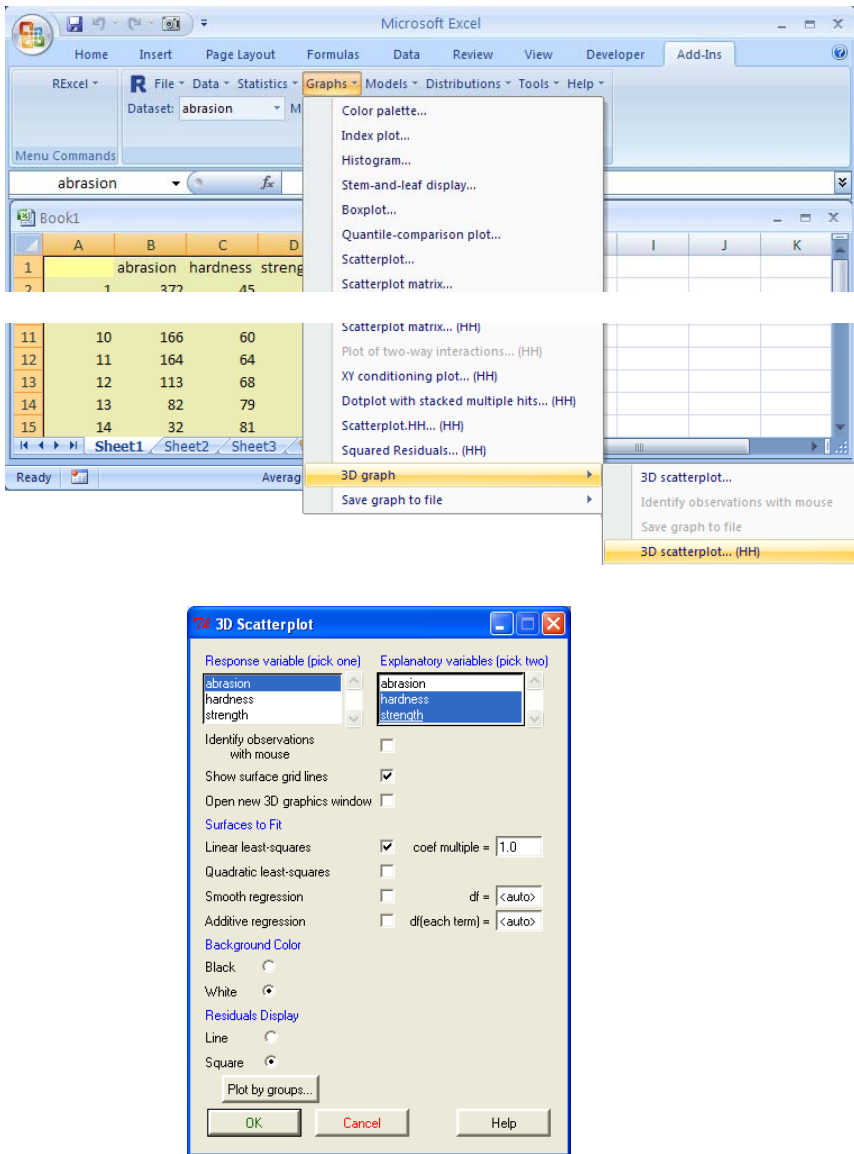 Microsoft Excel
Home Insert Page Layout Formulas Data Review View Developer Add-Ins
RExcel R File Data Statistics Graphs Models Distributions Tools Help
Dataset: abrasion M
Menu Commands
Color palette...
Index plot...
Histogram...
Stem-and-leaf display...
Boxplot...
Quantile-comparison plot...
Scatterplot...
Scatterplot matrix...
abrasion fx
Book1
A B C D I J K
1 abrasion hardness streng
2 1 372 45
11 10 166 60
12 11 164 64
13 12 113 68
14 13 82 79
15 14 32 81
Sheet1 Sheet2 Sheet3
Ready Averag
Scatterplot matrix... (HH)
Plot of two-way interactions... (HH)
XY conditioning plot... (HH)
Dotplot with stacked multiple hits... (HH)
Scatterplot.HH... (HH)
Squared Residuals... (HH)
3D graph
Save graph to file
3D scatterplot...
Identify observations with mouse
Save graph to file
3D scatterplot... (HH)
3D Scatterplot
Response variable (pick one) Explanatory variables (pick two)
abrasion abrasion
hardness hardness
strength strength
Identify observations
with mouse
Show surface grid lines
Open new 3D graphics window
Surfaces to Fit
Linear least-squares coef multiple = 1.0
Quadratic least-squares
Smooth regression df = <auto>
Additive regression df(each term) = <auto>
Background Color
Black
White
Residuals Display
Line
Square
Plot by groups...
OK Cancel Help